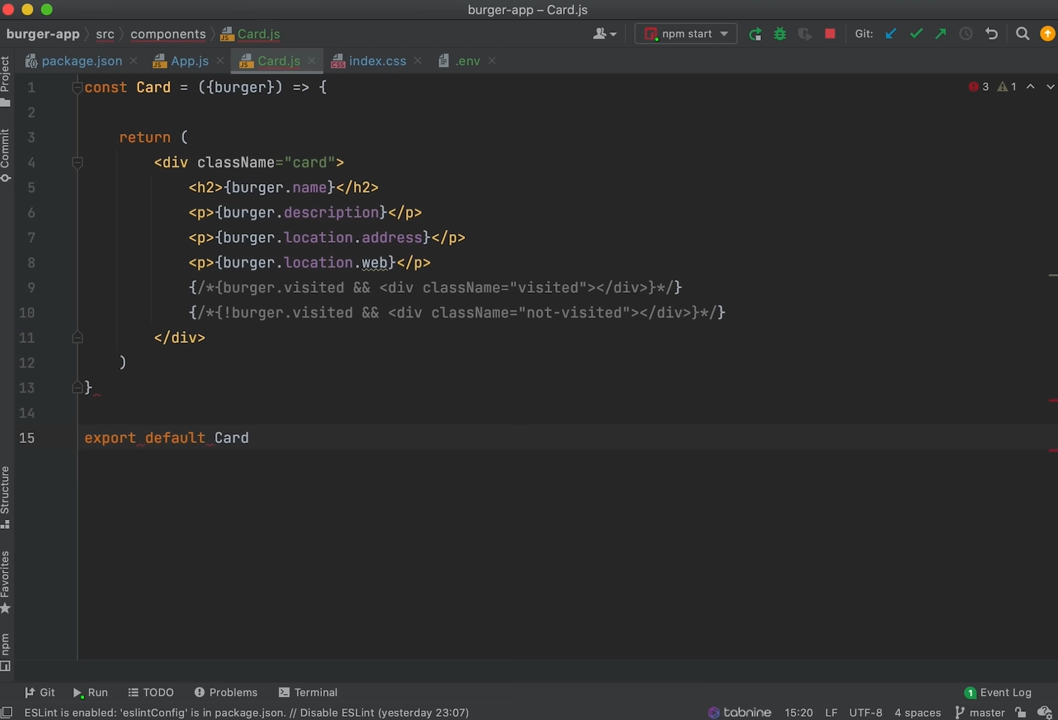 burger-app – Card.js
burger-app src components Card.js npm start Git:
package.json App.js Card.js index.css .env
Project
Commit
Structure
Favorites
npm
3 1
1 const Card = ({burger}) => {
2
3 return (
4 <div className="card">
5 <h2>{burger.name}</h2>
6 <p>{burger.description}</p>
7 <p>{burger.location.address}</p>
8 <p>{burger.location.web}</p>
9 {/*{burger.visited && <div className="visited"></div>}*/}
10 {/*{!burger.visited && <div className="not-visited"></div>}*/}
11 </div>
12 )
13 }
14
15 export default Card
Git Run TODO Problems Terminal 1 Event Log
ESLint is enabled: 'eslintConfig' is in package.json. // Disable ESLint (yesterday 23:07) tabnine 15:20 LF UTF-8 4 spaces master